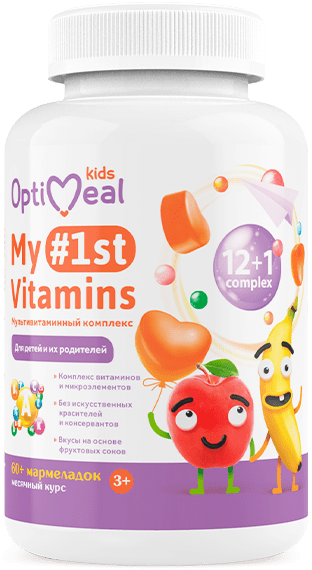 kids
OptiMeal
My #1st
Vitamins
Мультивитаминный комплекс
Для детей и их родителей
12+1
complex
• Комплекс витаминов
и микроэлементов
• Без искусственных
красителей
и консервантов
• Вкусы на основе
фруктовых соков
A
60+ мармеладок
месячный курс
3+